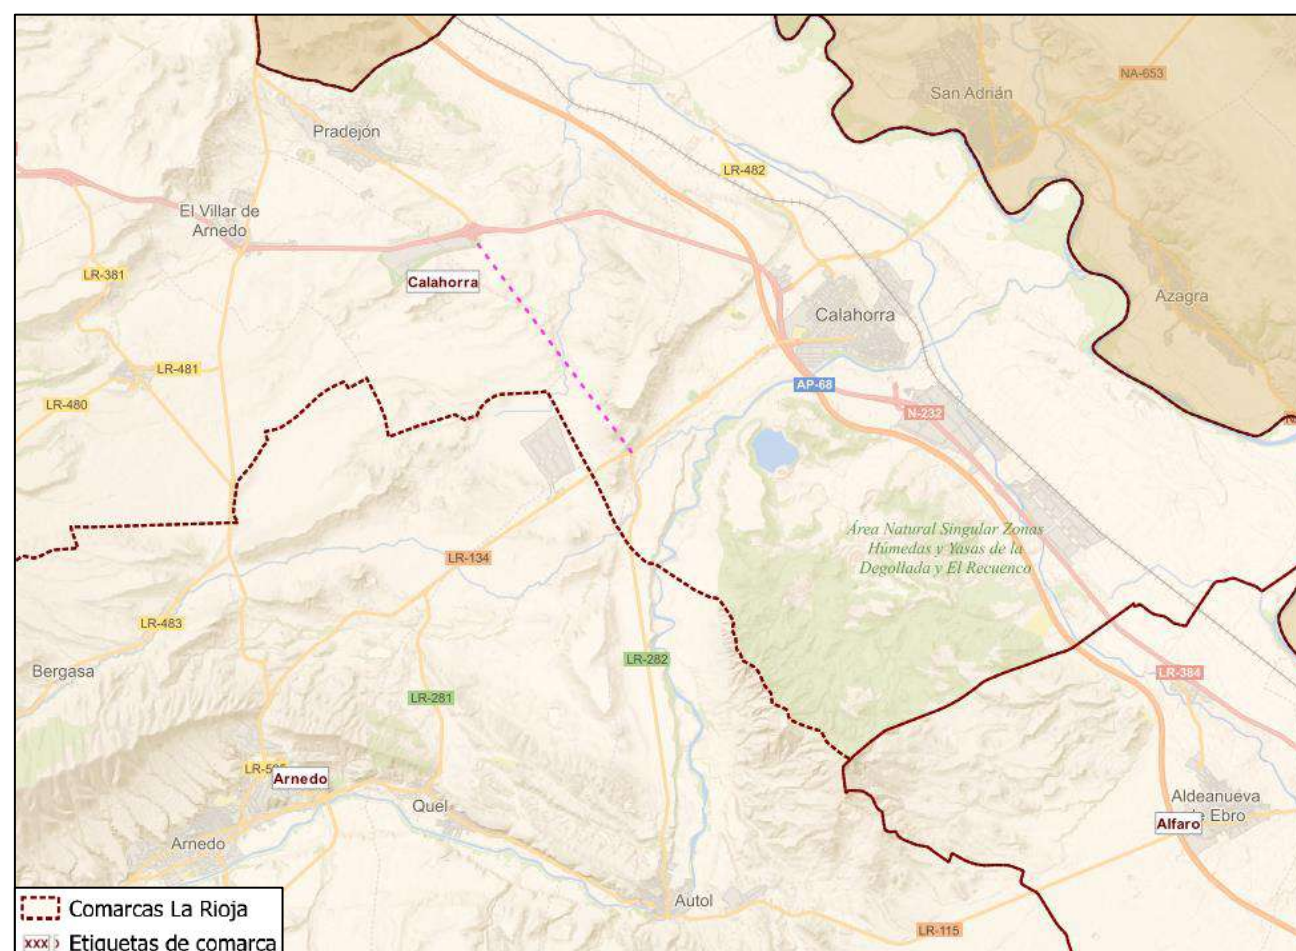 San Adrián
NA-653
Pradejón
LR-482
El Villar de
Arnedo
LR-381
Calahorra
Azagra
Calahorra
LR-481
AP-68
LR-480
N-232
Área Natural Singular Zonas
Húmedas y Yasas de la
Degollada y El Recuenco
LR-134
LR-483
Bergasa
LR-282
LR-384
LR-281
Arnedo
Quel
Aldeanueva
de Ebro
Alfaro
Arnedo
Autol
LR-115
Comarcas La Rioja
xxx
Etiquetas de comarca